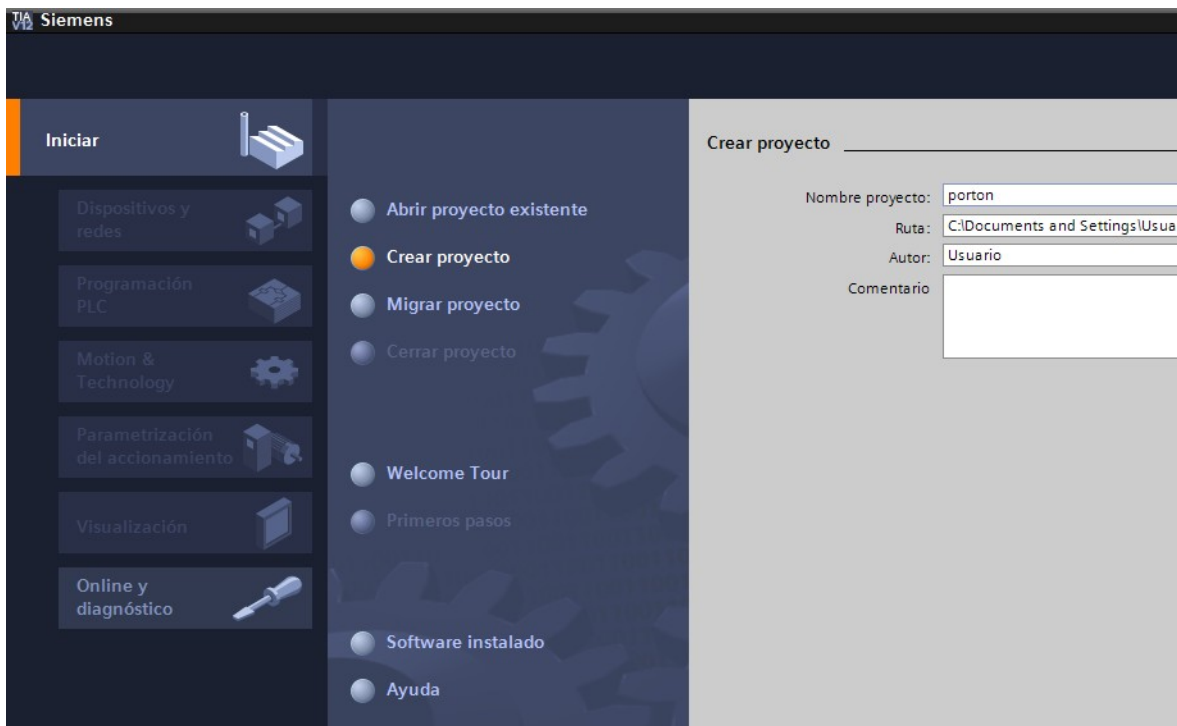 TIA V12 Siemens
Iniciar
Dispositivos y
redes
Programación
PLC
Motion &
Technology
Parametrización
del accionamiento
Visualización
Online y
diagnóstico
Abrir proyecto existente
Crear proyecto
Migrar proyecto
Cerrar proyecto
Welcome Tour
Primeros pasos
Software instalado
Ayuda
Crear proyecto
Nombre proyecto: porton
Ruta: C:\Documents and Settings\Usua
Autor: Usuario
Comentario